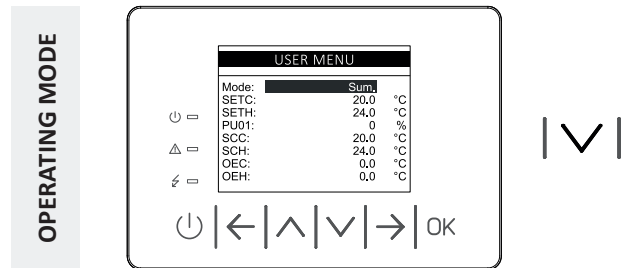 OPERATING MODE
USER MENU
Mode: Sum.
SETC: 20.0 °C
SETH: 24.0 °C
PU01: 0 %
SCC: 20.0 °C
SCH: 24.0 °C
OEC: 0.0 °C
OEH: 0.0 °C
OK